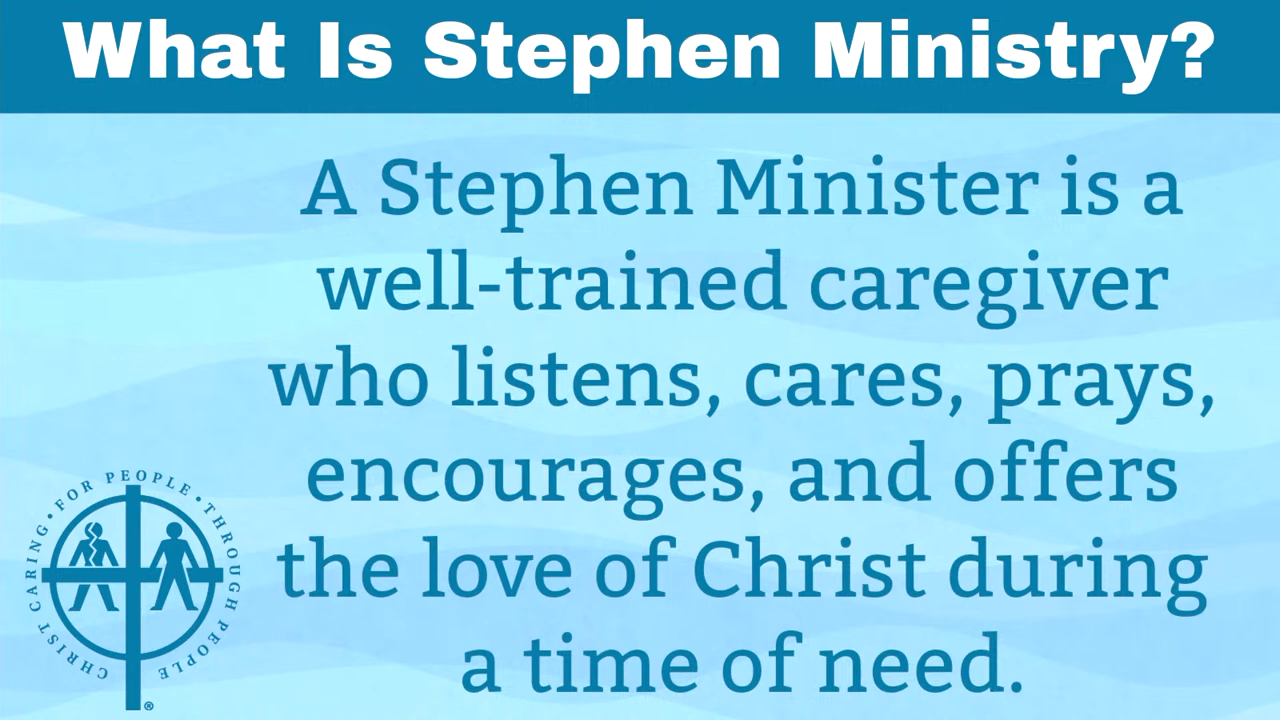 What Is Stephen Ministry?
A Stephen Minister is a
well-trained caregiver
who listens, cares, prays,
encourages, and offers
the love of Christ during
a time of need.
CHRIST CARING • FOR PEOPLE • THROUGH PEOPLE
®